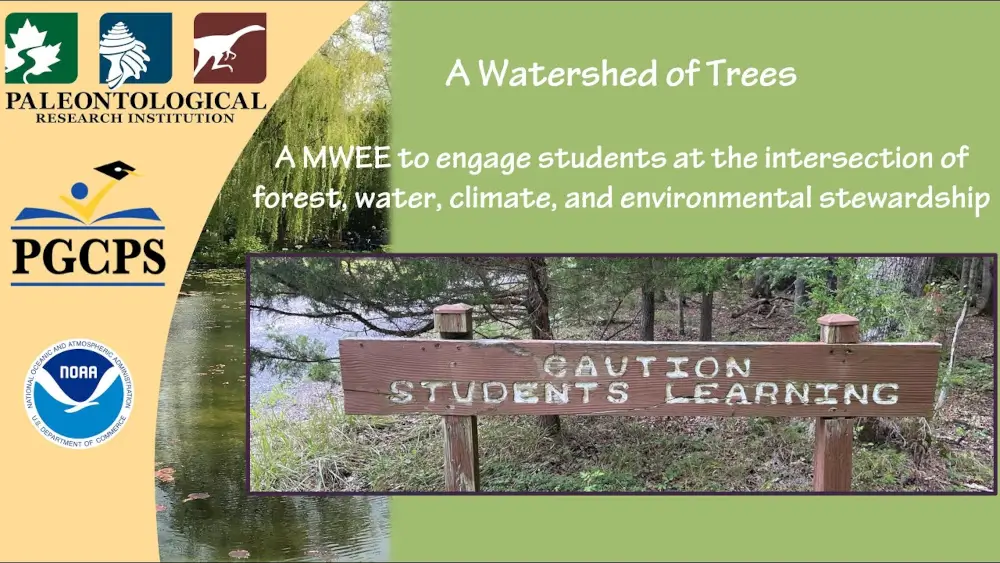 PALEONTOLOGICAL
RESEARCH INSTITUTION
PGCPS
NATIONAL OCEANIC AND ATMOSPHERIC ADMINISTRATION
NOAA
U.S. DEPARTMENT OF COMMERCE
A Watershed of Trees
A MWEE to engage students at the intersection of
forest, water, climate, and environmental stewardship
CAUTION
STUDENTS LEARNING